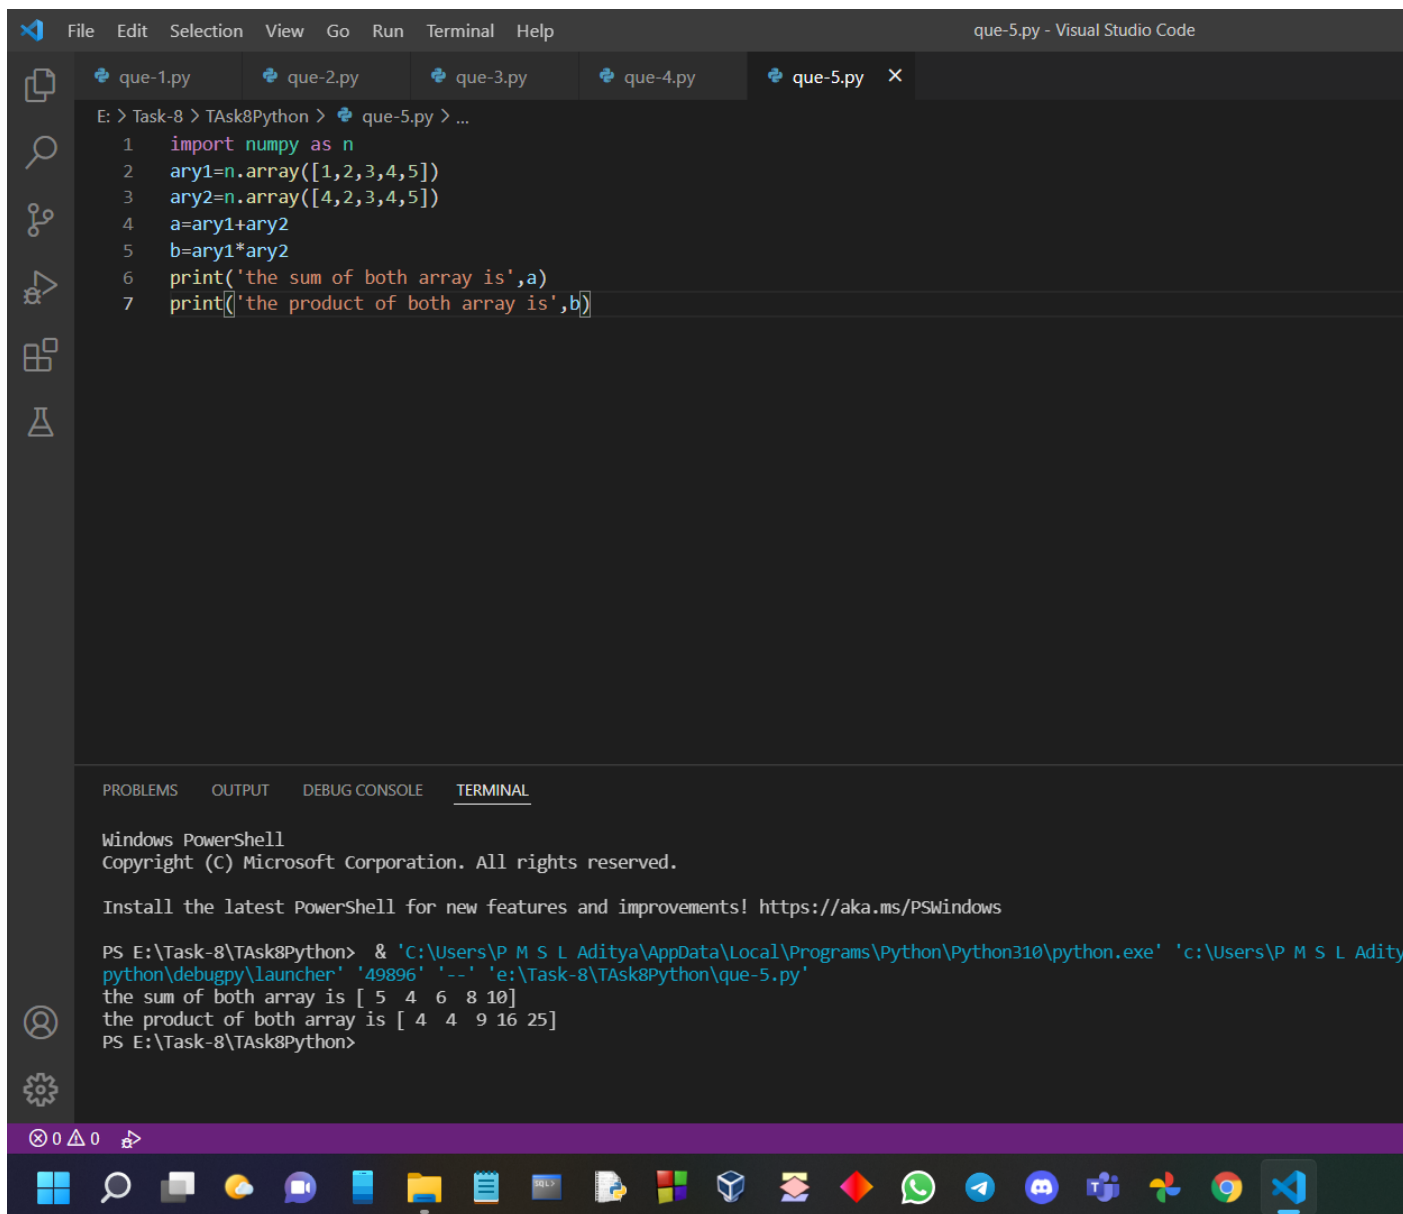 File Edit Selection View Go Run Terminal Help que-5.py - Visual Studio Code
que-1.py que-2.py que-3.py que-4.py que-5.py
E: > Task-8 > TAsk8Python > que-5.py > ...
1 import numpy as n
2 ary1=n.array([1,2,3,4,5])
3 ary2=n.array([4,2,3,4,5])
4 a=ary1+ary2
5 b=ary1*ary2
6 print('the sum of both array is',a)
7 print('the product of both array is',b)
PROBLEMS OUTPUT DEBUG CONSOLE TERMINAL
Windows PowerShell
Copyright (C) Microsoft Corporation. All rights reserved.
Install the latest PowerShell for new features and improvements! https://aka.ms/PSWindows
PS E:\Task-8\TAsk8Python>  & 'C:\Users\P M S L Aditya\AppData\Local\Programs\Python\Python310\python.exe' 'c:\Users\P M S L Adity
python\debugpy\launcher' '49896' '--' 'e:\Task-8\TAsk8Python\que-5.py'
the sum of both array is [ 5  4  6  8 10]
the product of both array is [ 4  4  9 16 25]
PS E:\Task-8\TAsk8Python>
0 0
SQL>